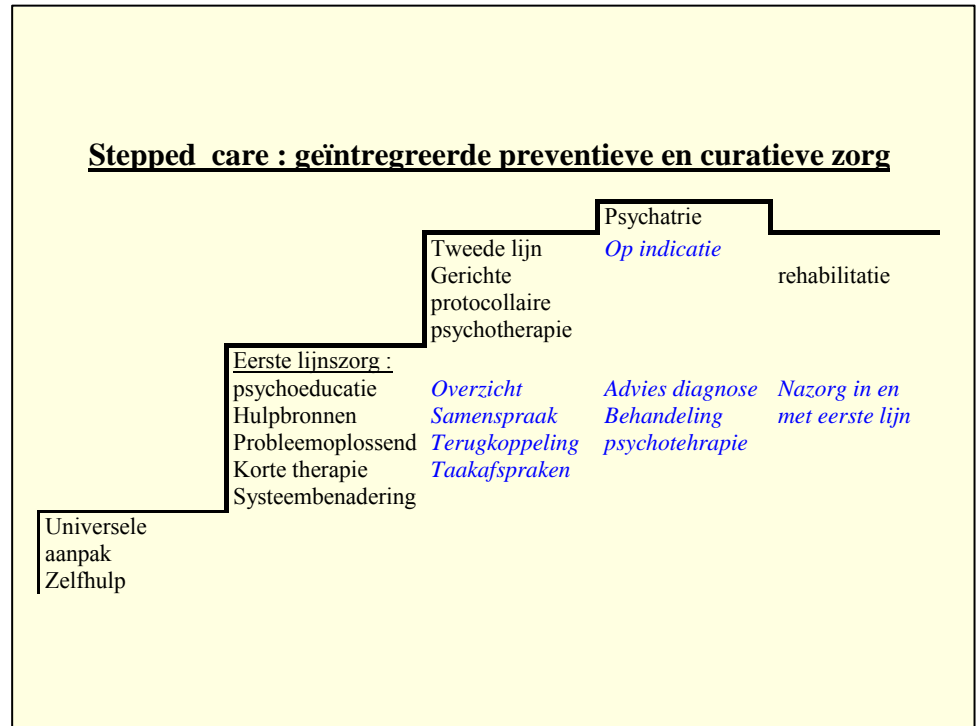 Stepped care : geïntregreerde preventieve en curatieve zorg
Psychatrie
Tweede lijn Op indicatie
Gerichte rehabilitatie
protocollaire
psychotherapie
Eerste lijnszorg :
psychoeducatie Overzicht Advies diagnose Nazorg in en
Hulpbronnen Samenspraak Behandeling met eerste lijn
Probleemoplossend Terugkoppeling psychotehrapie
Korte therapie Taakafspraken
Systeembenadering
Universele
aanpak
Zelfhulp